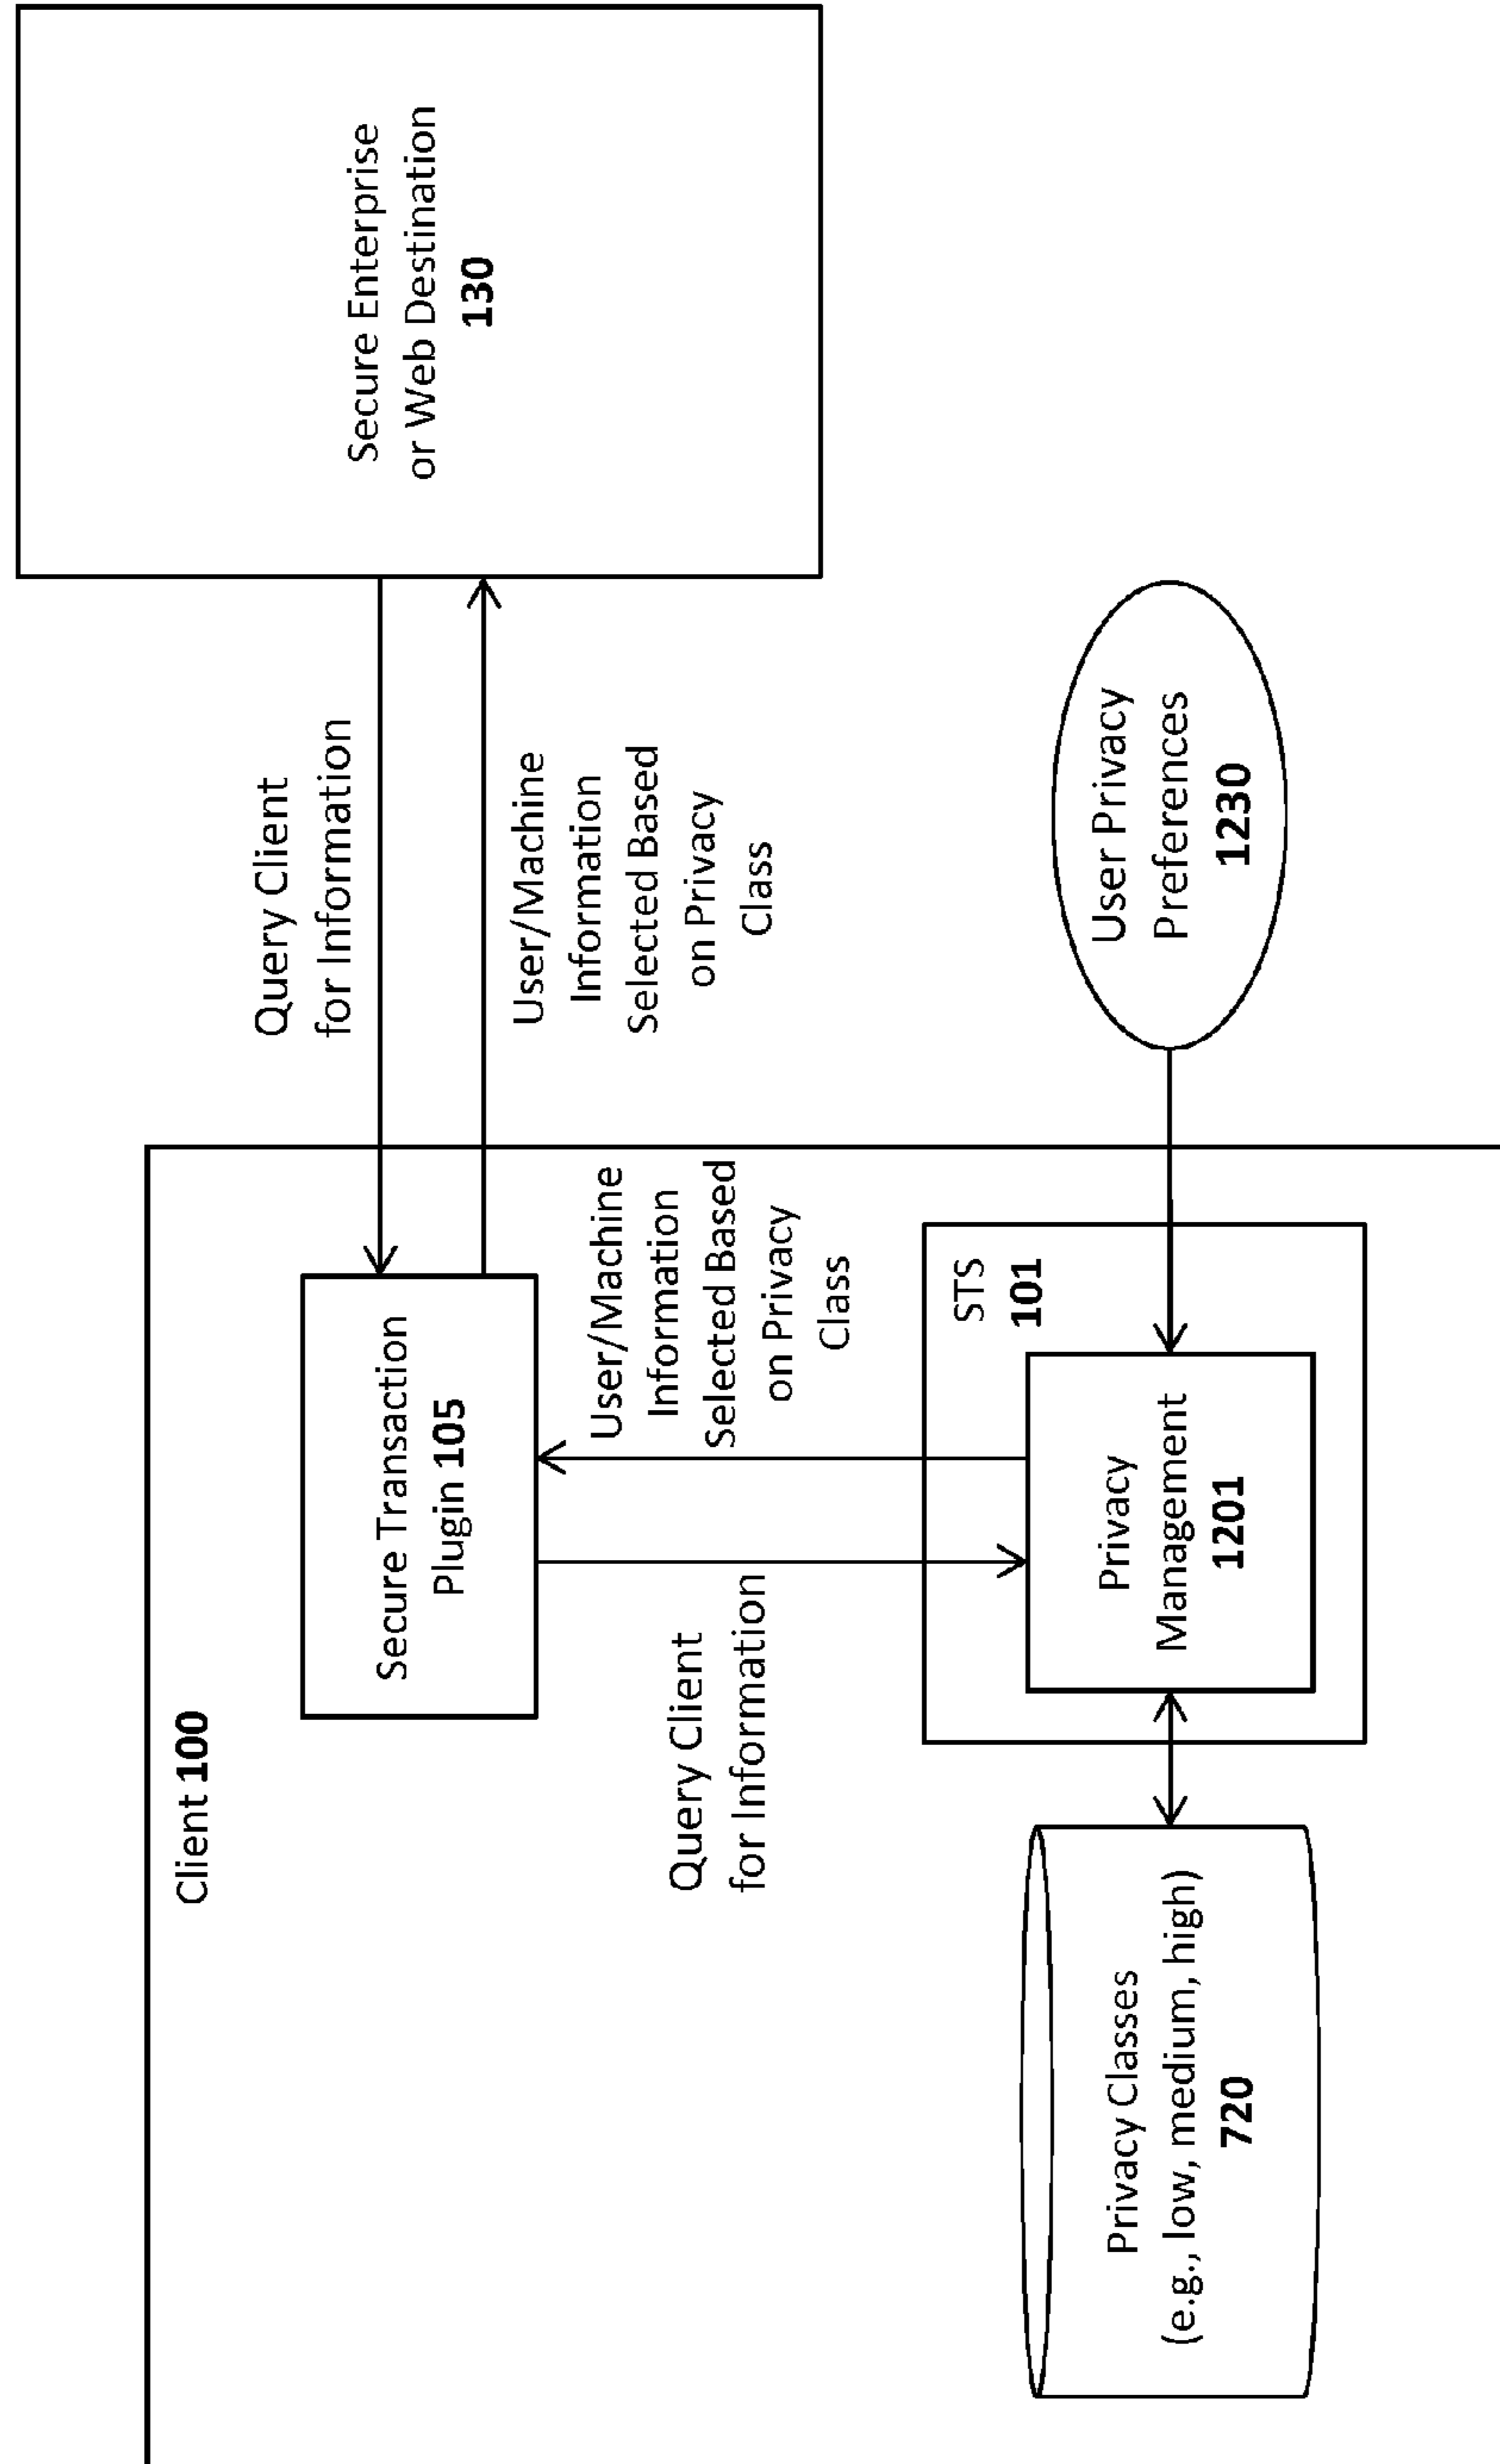 Client 100
Secure Transaction
Plugin 105
Query Client
for Information
User/Machine
Information
Selected Based
on Privacy
Class
Secure Enterprise
or Web Destination
130
Query Client
for Information
User/Machine
Information
Selected Based
on Privacy
Class
Privacy Classes
(e.g., low, medium, high)
720
STS
101
Privacy
Management
1201
User Privacy
Preferences
1230